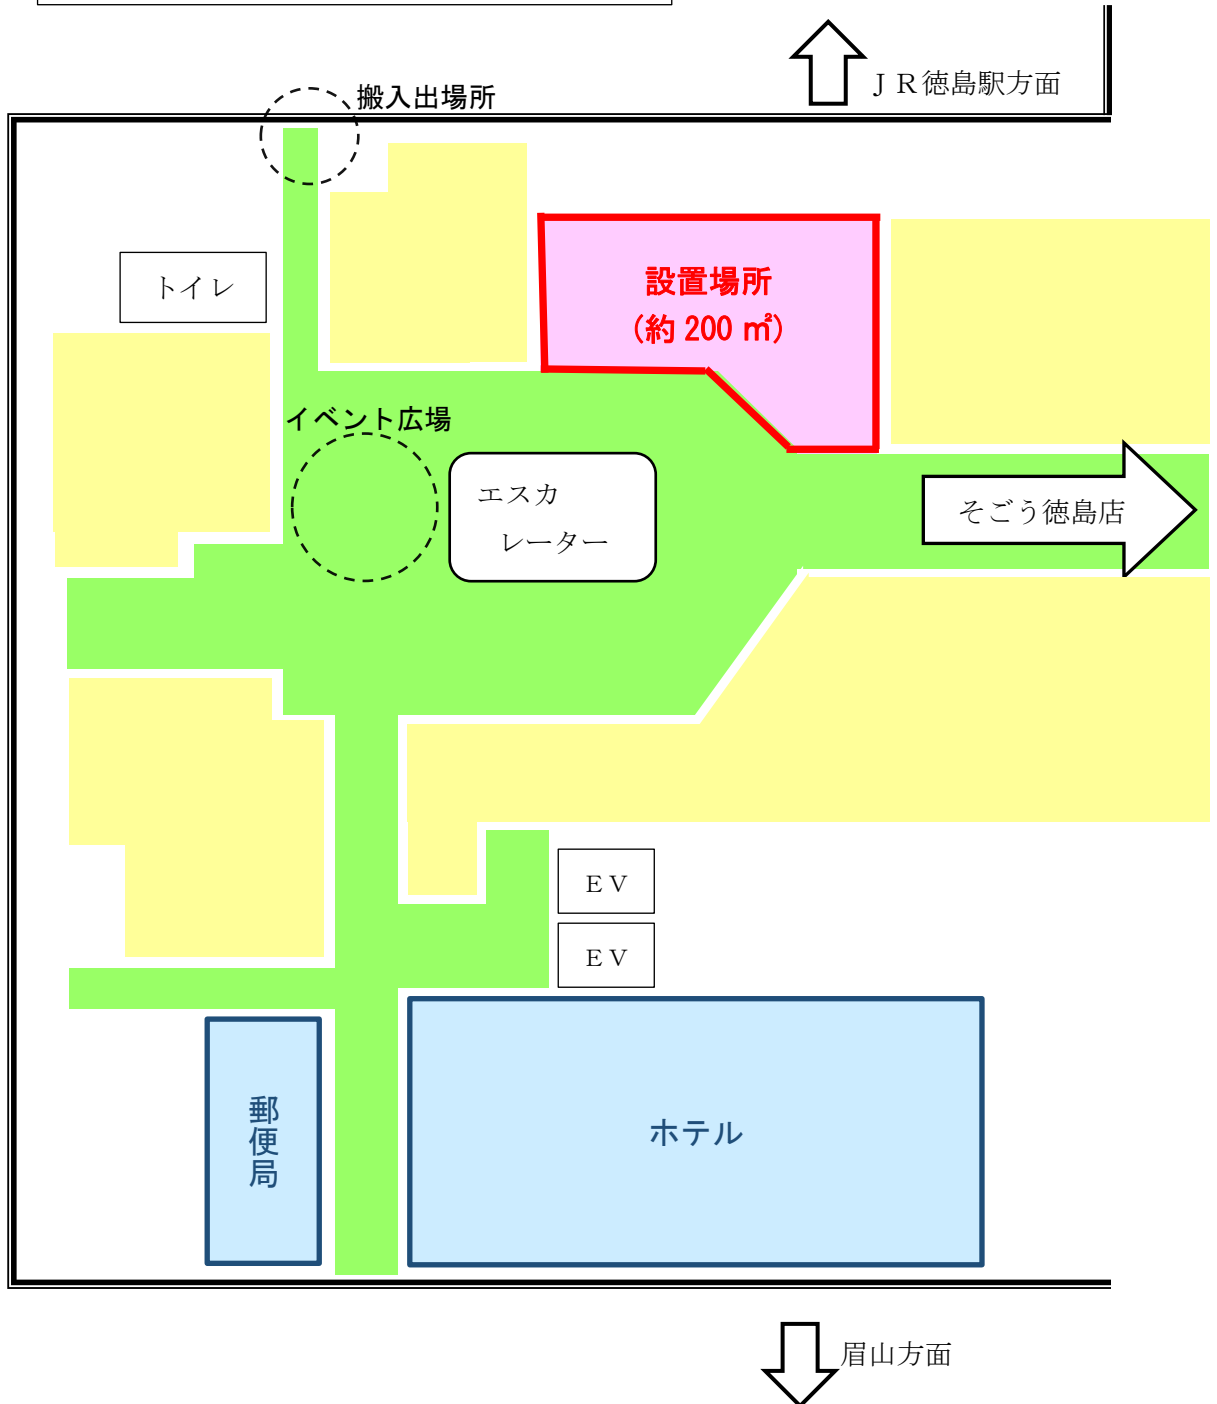 ＪＲ徳島駅方面
搬入出場所
設置場所
（約 200 ㎡）
トイレ
イベント広場
エスカ
レーター
そごう徳島店
ＥＶ
ＥＶ
郵便局
ホテル
眉山方面